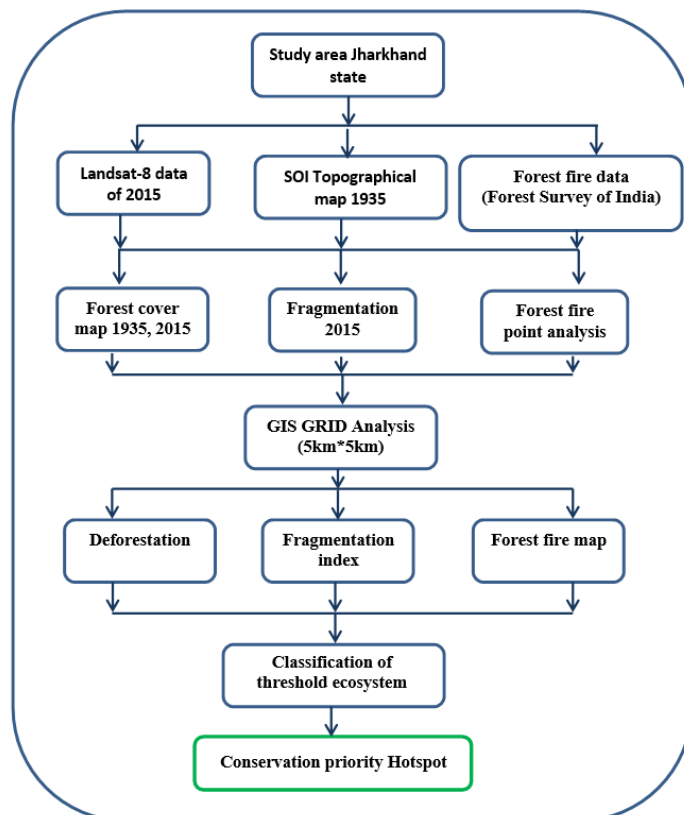 Study area Jharkhand
state
Landsat-8 data
of 2015
SOI Topographical
map 1935
Forest fire data
(Forest Survey of India)
Forest cover
map 1935, 2015
Fragmentation
2015
Forest fire
point analysis
GIS GRID Analysis
(5km*5km)
Deforestation
Fragmentation
index
Forest fire map
Classification of
threshold ecosystem
Conservation priority Hotspot